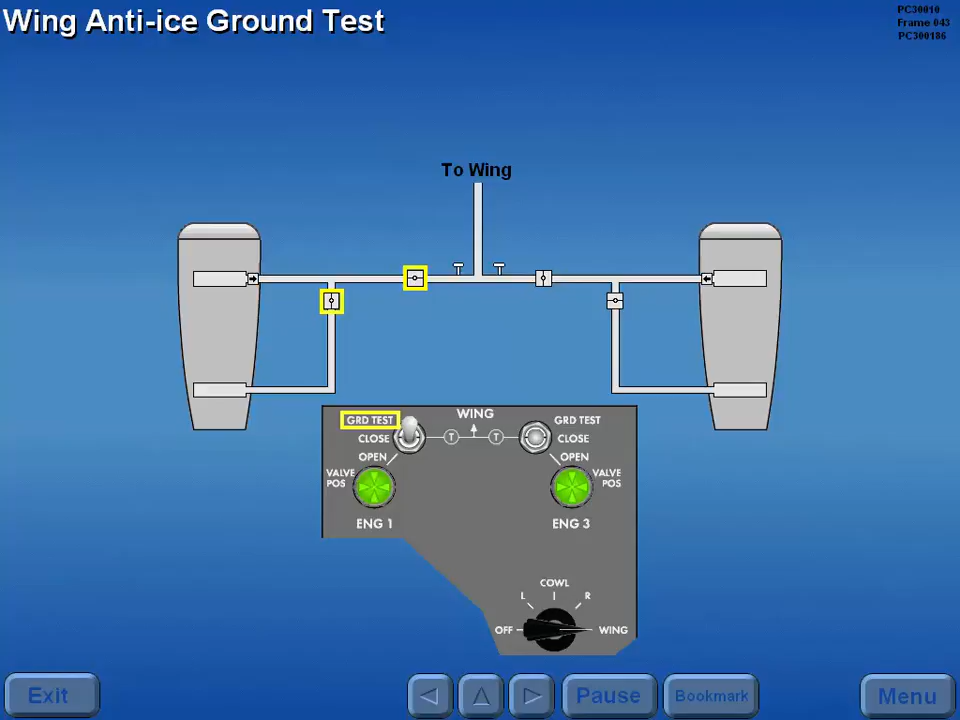 Wing Anti-ice Ground Test
PC30010
Frame 043
PC300186
To Wing
GRD TEST
WING
GRD TEST
CLOSE
T
T
CLOSE
OPEN
OPEN
VALVE
POS
VALVE
POS
ENG 1
ENG 3
COWL
L
R
OFF
WING
Exit
Pause
Bookmark
Menu